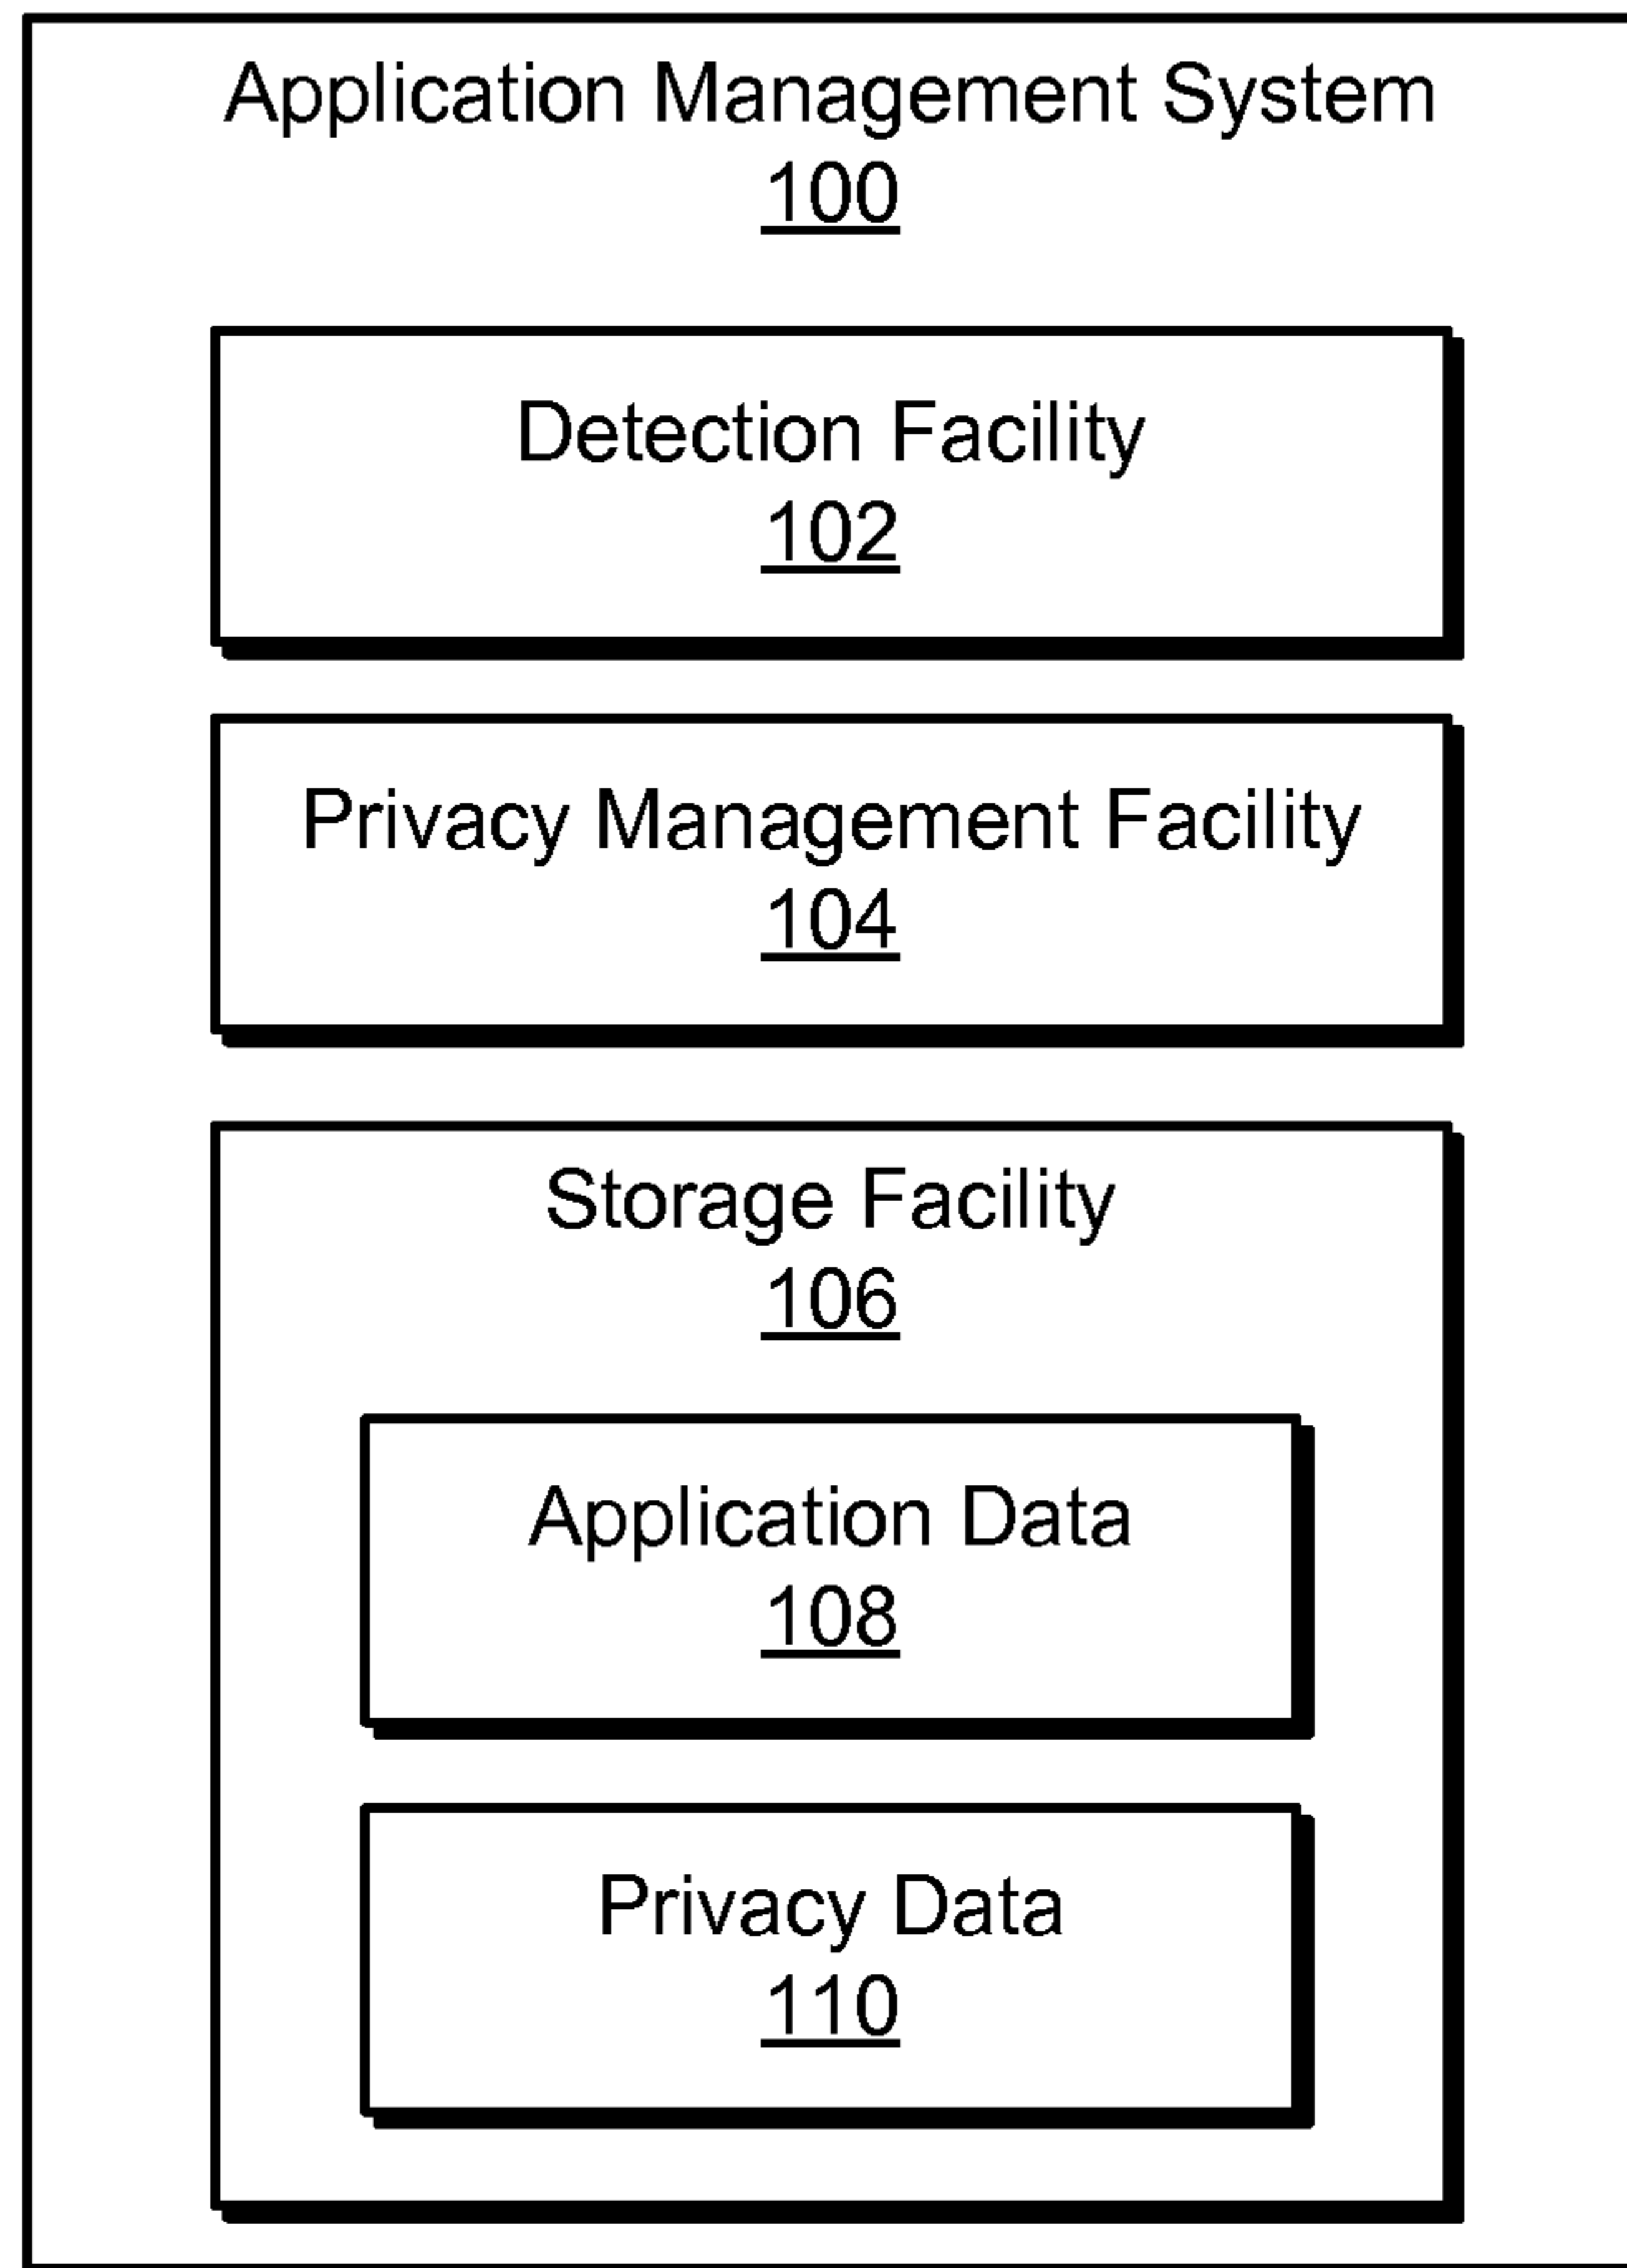 Application Management System
100
Detection Facility
102
Privacy Management Facility
104
Storage Facility
106
Application Data
108
Privacy Data
110